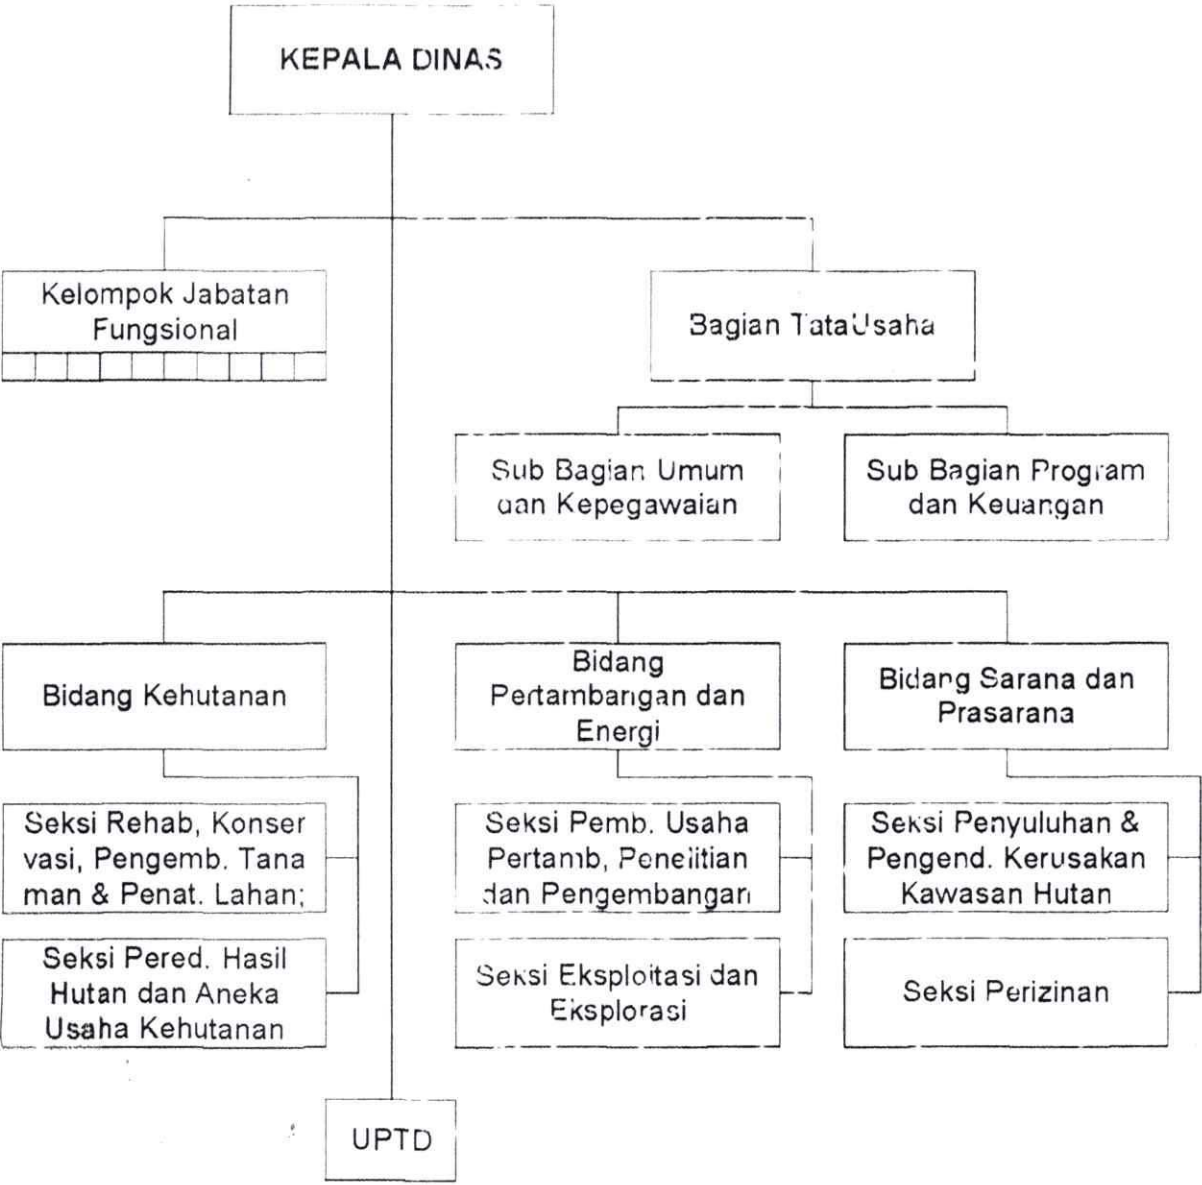 KEPALA DINAS
Kelompok Jabatan
Fungsional
Bagian Tata Usaha
Sub Bagian Umum
dan Kepegawaian
Sub Bagian Program
dan Keuangan
Bidang Kehutanan
Bidang
Pertambangan dan
Energi
Bidang Sarana dan
Prasarana
Seksi Rehab, Konser
vasi, Pengemb. Tana
man & Penat. Lahan;
Seksi Pemb. Usaha
Pertamb, Penelitian
dan Pengembangan
Seksi Penyuluhan &
Pengend. Kerusakan
Kawasan Hutan
Seksi Pered. Hasil
Hutan dan Aneka
Usaha Kehutanan
Seksi Eksploitasi dan
Eksplorasi
Seksi Perizinan
UPTD